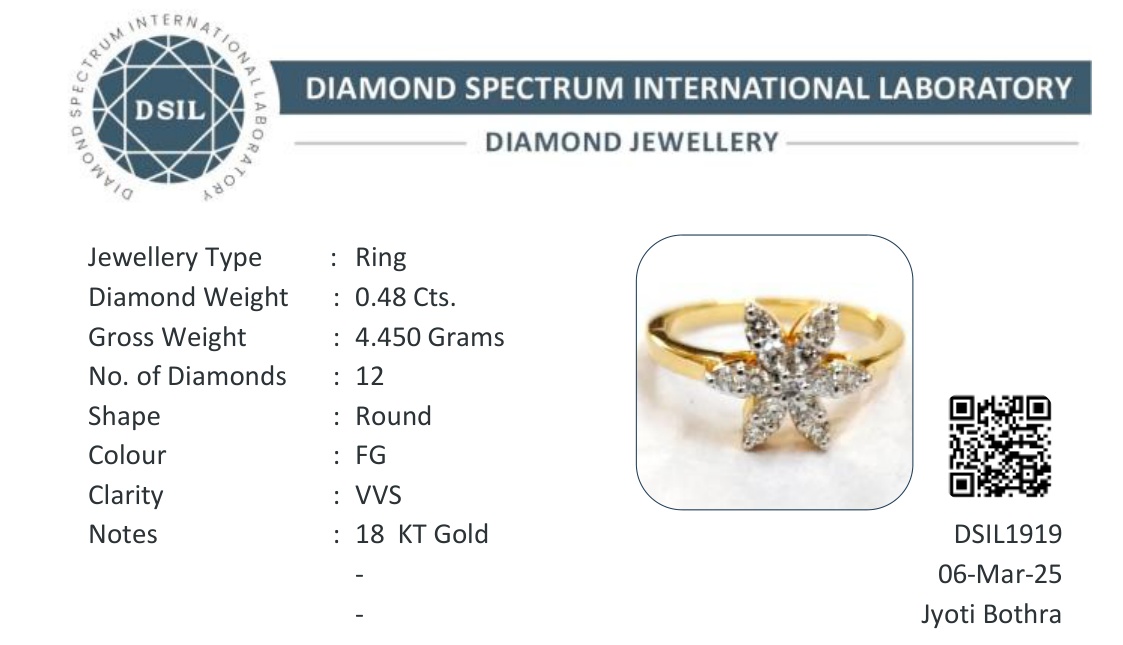 DIAMOND SPECTRUM INTERNATIONAL LABORATORY
DSIL
DIAMOND SPECTRUM INTERNATIONAL LABORATORY
DIAMOND JEWELLERY
Jewellery Type : Ring
Diamond Weight : 0.48 Cts.
Gross Weight : 4.450 Grams
No. of Diamonds : 12
Shape : Round
Colour : FG
Clarity : VVS
Notes : 18 KT Gold
-
-
DSIL1919
06-Mar-25
Jyoti Bothra